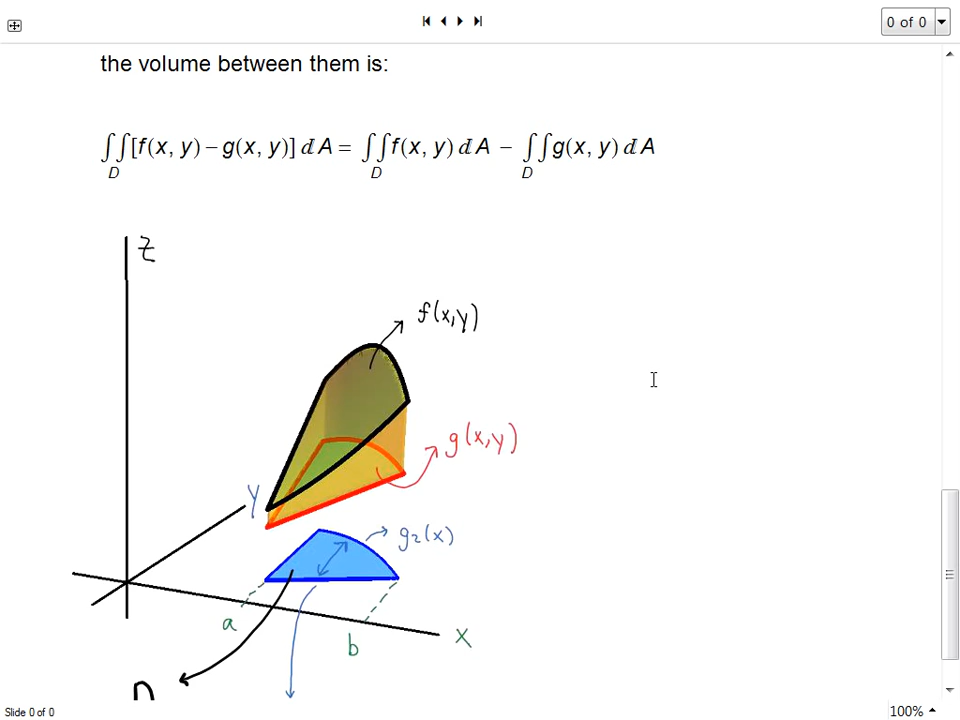 0 of 0
the volume between them is:
∫∫[f(x, y) − g(x, y)] dA = ∫∫f(x, y) dA − ∫∫g(x, y) dA
D D D
z
f(x,y)
g(x,y)
y
g2(x)
a
b
x
Slide 0 of 0
100%